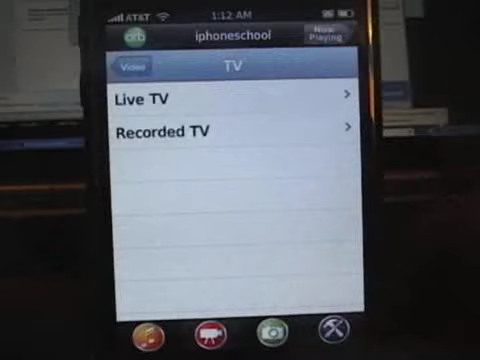 AT&T 1:12 AM
orb iphoneschool Now Playing
Video TV
Live TV
Recorded TV